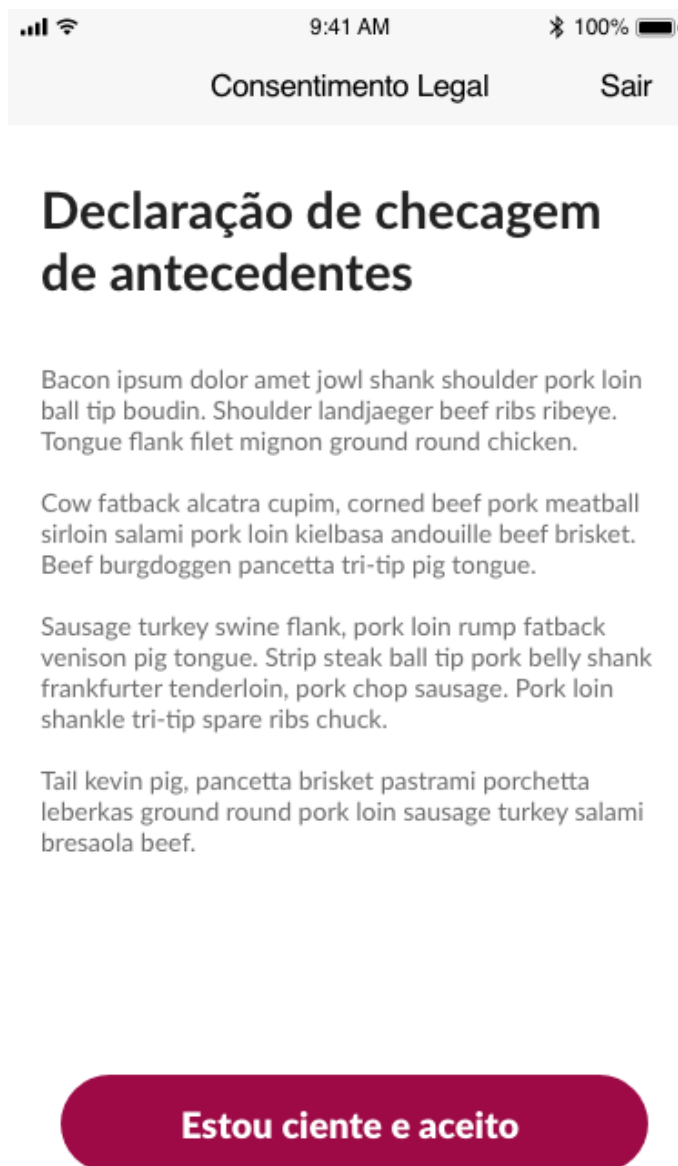 9:41 AM
100%
Consentimento Legal
Sair
Declaração de checagem
de antecedentes
Bacon ipsum dolor amet jowl shank shoulder pork loin
ball tip boudin. Shoulder landjaeger beef ribs ribeye.
Tongue flank filet mignon ground round chicken.
Cow fatback alcatra cupim, corned beef pork meatball
sirloin salami pork loin kielbasa andouille beef brisket.
Beef burgdoggen pancetta tri-tip pig tongue.
Sausage turkey swine flank, pork loin rump fatback
venison pig tongue. Strip steak ball tip pork belly shank
frankfurter tenderloin, pork chop sausage. Pork loin
shankle tri-tip spare ribs chuck.
Tail kevin pig, pancetta brisket pastrami porchetta
leberkas ground round pork loin sausage turkey salami
bresaola beef.
Estou ciente e aceito